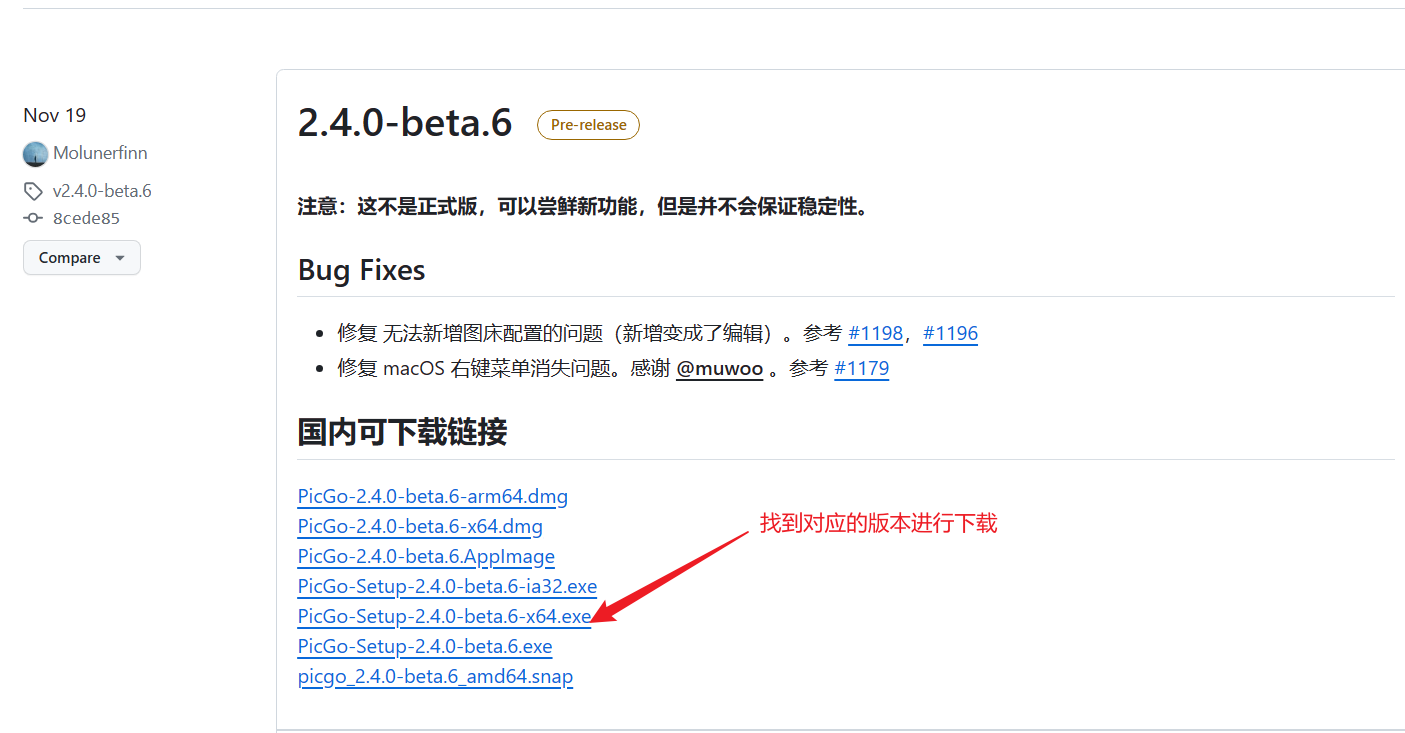 Nov 19
Molunerfinn
v2.4.0-beta.6
8cede85
Compare
2.4.0-beta.6 Pre-release
注意：这不是正式版，可以尝鲜新功能，但是并不会保证稳定性。
Bug Fixes
修复 无法新增图床配置的问题（新增变成了编辑）。参考 #1198，#1196
修复 macOS 右键菜单消失问题。感谢 @muwoo 。参考 #1179
国内可下载链接
PicGo-2.4.0-beta.6-arm64.dmg
PicGo-2.4.0-beta.6-x64.dmg
PicGo-2.4.0-beta.6.AppImage
PicGo-Setup-2.4.0-beta.6-ia32.exe
PicGo-Setup-2.4.0-beta.6-x64.exe
PicGo-Setup-2.4.0-beta.6.exe
picgo_2.4.0-beta.6_amd64.snap
找到对应的版本进行下载